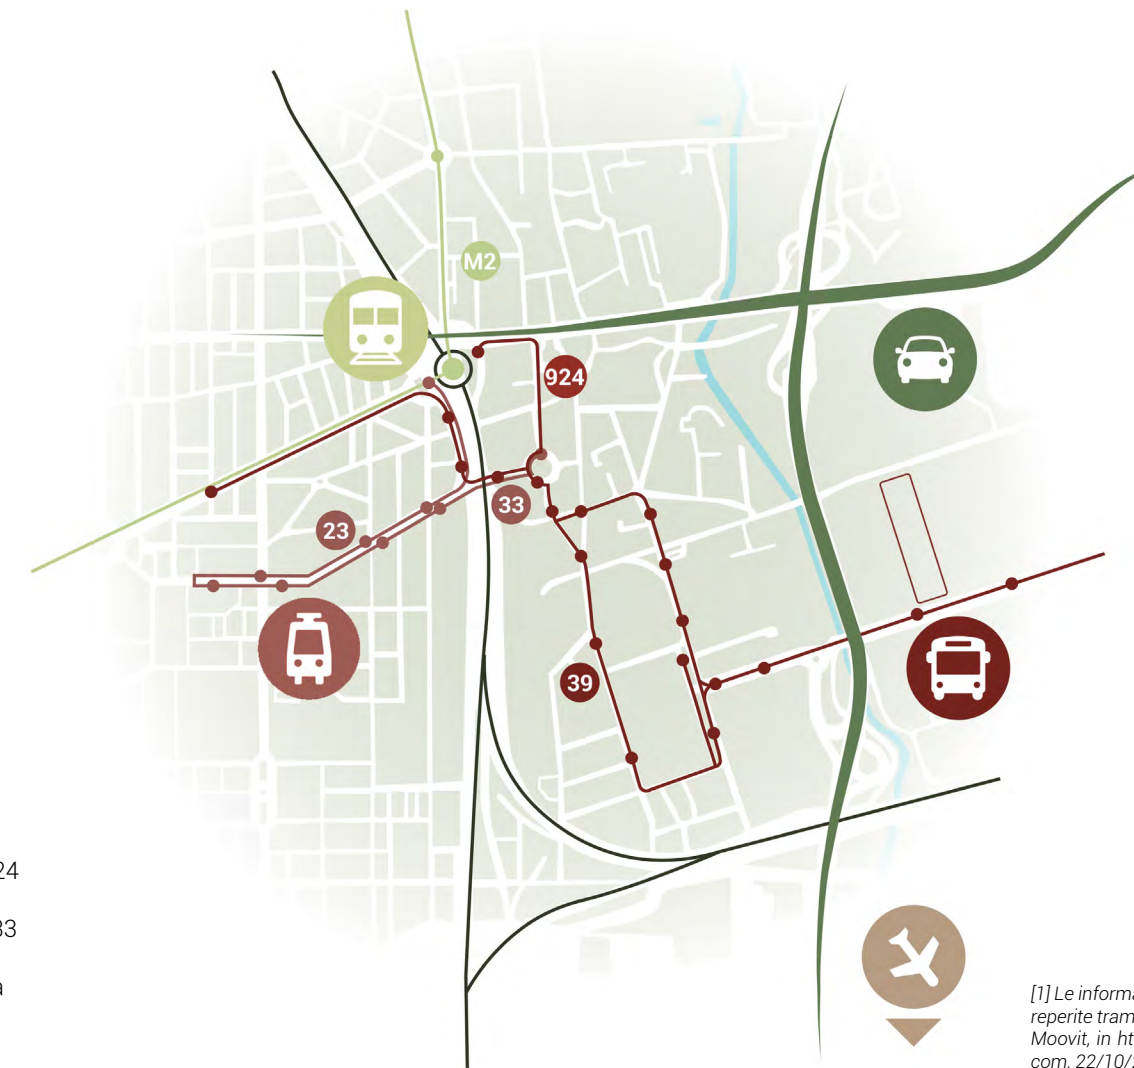 M2
924
33
23
39
24
33
a
[1] Le informa
reperite tram
Moovit, in ht
com, 22/10/